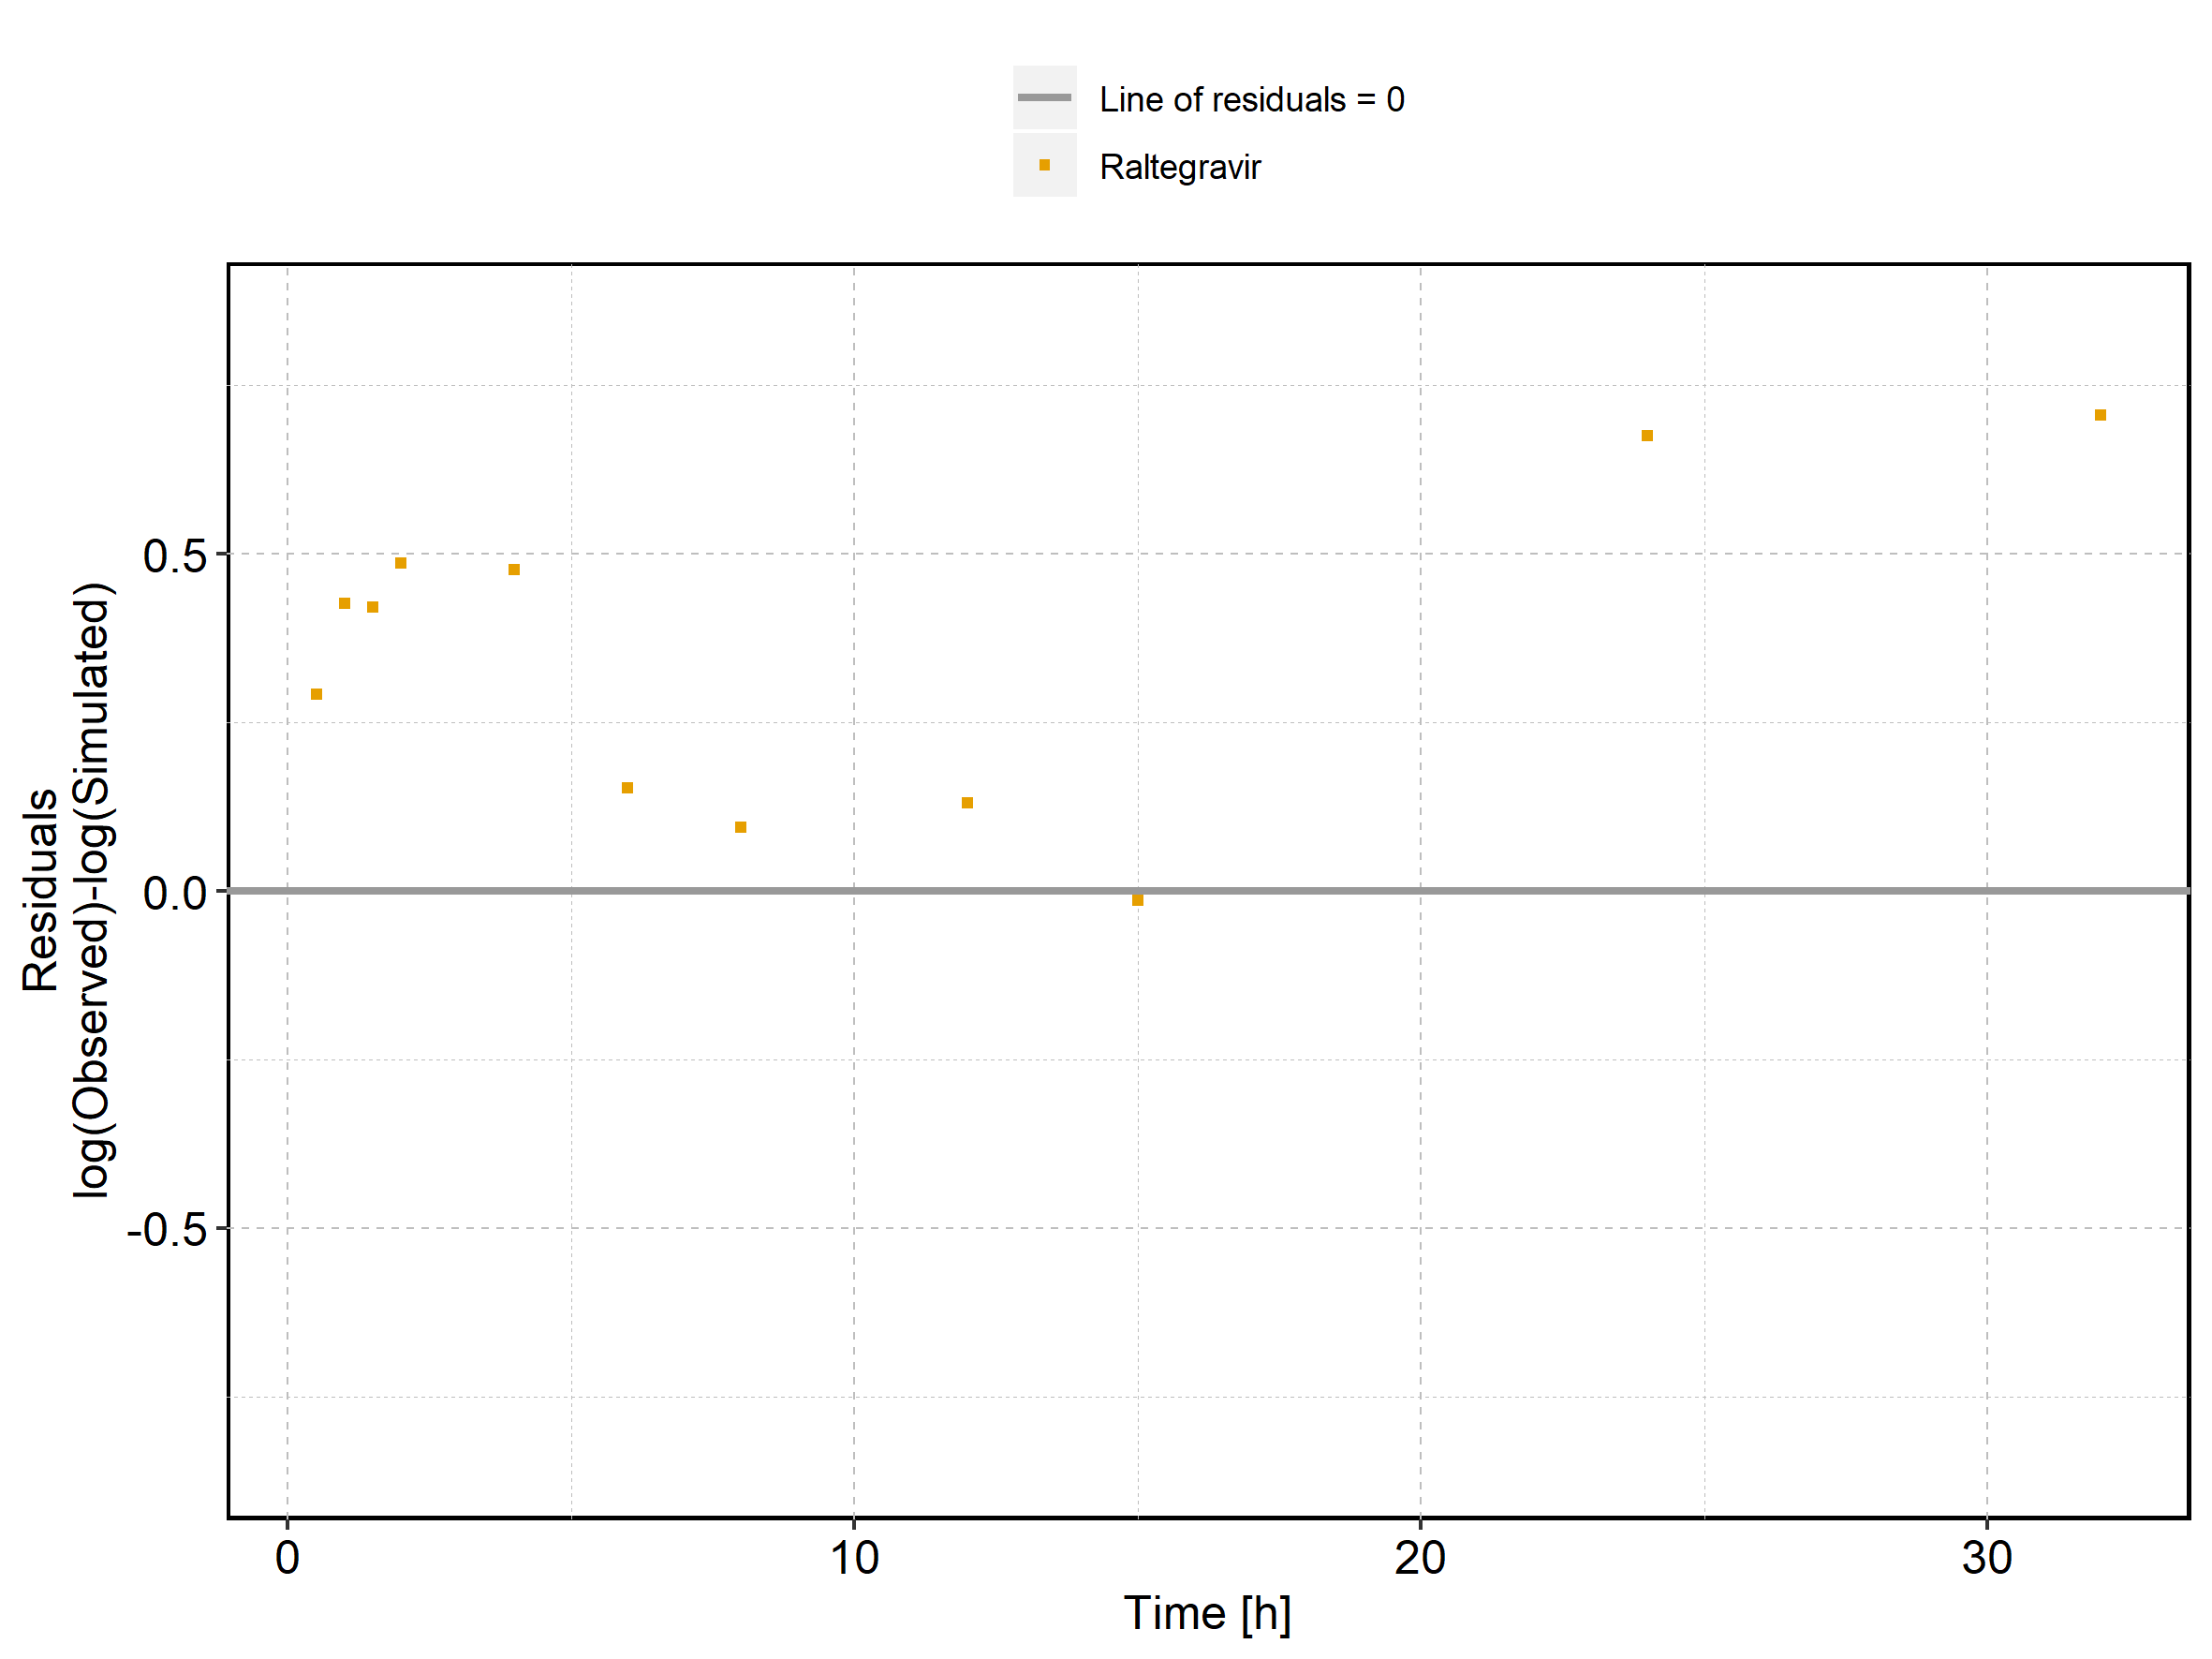 Line of residuals = 0
Raltegravir
Residuals
log(Observed)-log(Simulated)
0.5
0.0
-0.5
0
10
20
30
Time [h]